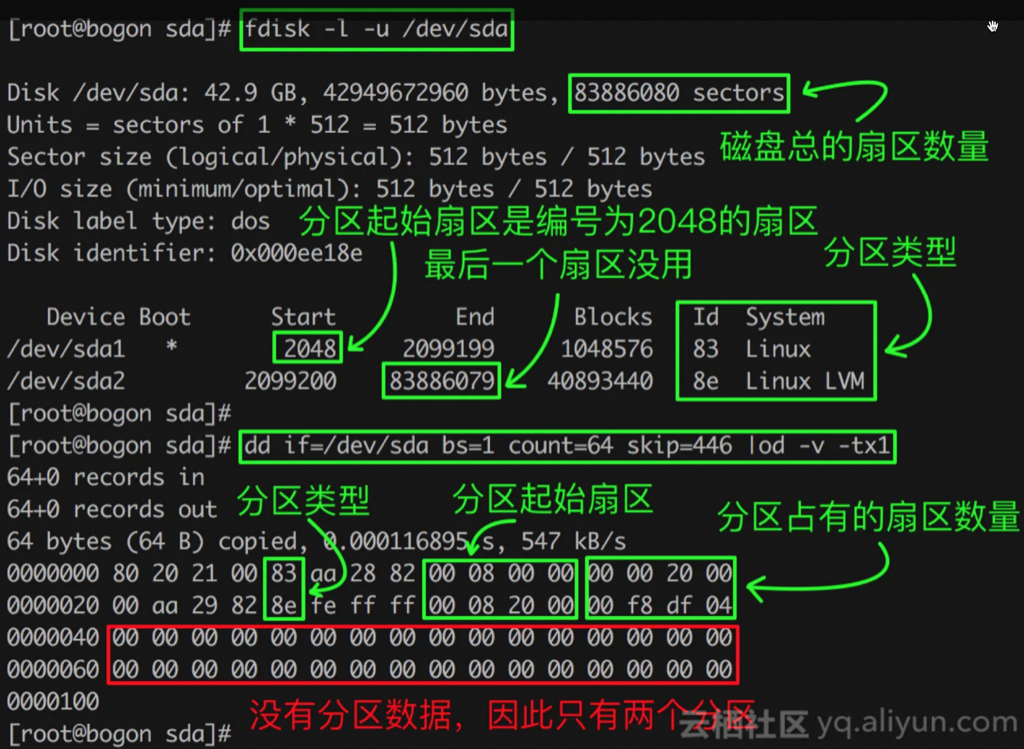 [root@bogon sda]# fdisk -l -u /dev/sda
Disk /dev/sda: 42.9 GB, 42949672960 bytes, 83886080 sectors
Units = sectors of 1 * 512 = 512 bytes
磁盘总的扇区数量
Sector size (logical/physical): 512 bytes / 512 bytes
I/O size (minimum/optimal): 512 bytes / 512 bytes
Disk label type: dos
分区起始扇区是编号为2048的扇区
Disk identifier: 0x000ee18e
最后一个扇区没用
分区类型
Device Boot Start End Blocks Id System
/dev/sda1 * 2048 2099199 1048576 83 Linux
/dev/sda2 2099200 83886079 40893440 8e Linux LVM
[root@bogon sda]#
[root@bogon sda]# dd if=/dev/sda bs=1 count=64 skip=446 |od -v -tx1
64+0 records in
64+0 records out
分区类型
分区起始扇区
分区占有的扇区数量
64 bytes (64 B) copied, 0.000116895 s, 547 kB/s
0000000 80 20 21 00 83 aa 28 82 00 08 00 00 00 00 20 00
0000020 00 aa 29 82 8e fe ff ff 00 08 20 00 00 f8 df 04
0000040 00 00 00 00 00 00 00 00 00 00 00 00 00 00 00 00
0000060 00 00 00 00 00 00 00 00 00 00 00 00 00 00 00 00
0000100
没有分区数据，因此只有两个分区
[root@bogon sda]#
云栖社区 yq.aliyun.com